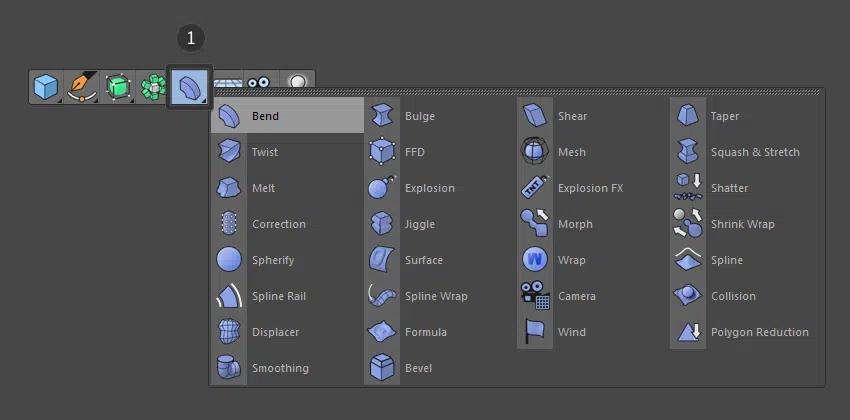 1
Bend Bulge Shear Taper
Twist FFD Mesh Squash & Stretch
Melt Explosion TNT Explosion FX Shatter
Correction Jiggle Morph Shrink Wrap
Spherify Surface W Wrap Spline
Spline Rail Spline Wrap Camera Collision
Displacer Formula Wind Polygon Reduction
Smoothing Bevel